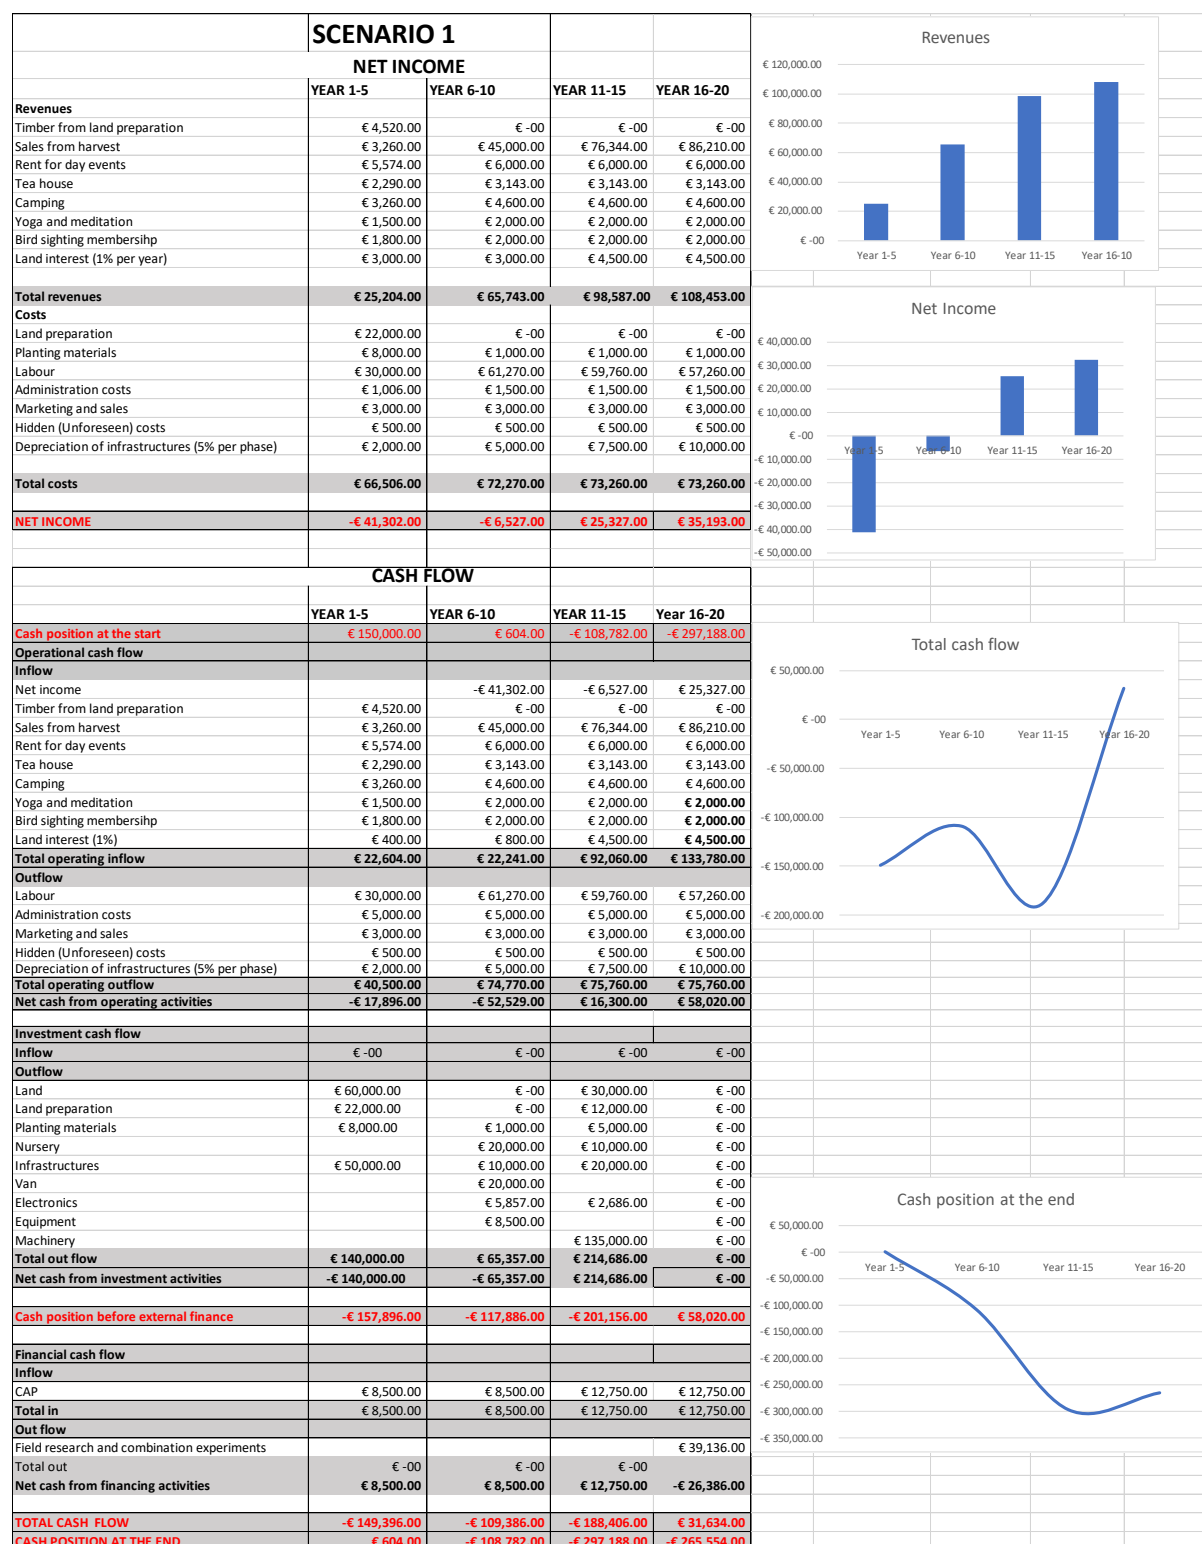 SCENARIO 1
NET INCOME
YEAR 1-5 YEAR 6-10 YEAR 11-15 YEAR 16-20
Revenues
Timber from land preparation € 4,520.00 € -00 € -00 € -00
Sales from harvest € 3,260.00 € 45,000.00 € 76,344.00 € 86,210.00
Rent for day events € 5,574.00 € 6,000.00 € 6,000.00 € 6,000.00
Tea house € 2,290.00 € 3,143.00 € 3,143.00 € 3,143.00
Camping € 3,260.00 € 4,600.00 € 4,600.00 € 4,600.00
Yoga and meditation € 1,500.00 € 2,000.00 € 2,000.00 € 2,000.00
Bird sighting membersihp € 1,800.00 € 2,000.00 € 2,000.00 € 2,000.00
Land interest (1% per year) € 3,000.00 € 3,000.00 € 4,500.00 € 4,500.00
Total revenues € 25,204.00 € 65,743.00 € 98,587.00 € 108,453.00
Costs
Land preparation € 22,000.00 € -00 € -00 € -00
Planting materials € 8,000.00 € 1,000.00 € 1,000.00 € 1,000.00
Labour € 30,000.00 € 61,270.00 € 59,760.00 € 57,260.00
Administration costs € 1,006.00 € 1,500.00 € 1,500.00 € 1,500.00
Marketing and sales € 3,000.00 € 3,000.00 € 3,000.00 € 3,000.00
Hidden (Unforeseen) costs € 500.00 € 500.00 € 500.00 € 500.00
Depreciation of infrastructures (5% per phase) € 2,000.00 € 5,000.00 € 7,500.00 € 10,000.00
Total costs € 66,506.00 € 72,270.00 € 73,260.00 € 73,260.00
NET INCOME -€ 41,302.00 -€ 6,527.00 € 25,327.00 € 35,193.00
Revenues
€ 120,000.00
€ 100,000.00
€ 80,000.00
€ 60,000.00
€ 40,000.00
€ 20,000.00
€ -00
Year 1-5 Year 6-10 Year 11-15 Year 16-10
Net Income
€ 40,000.00
€ 30,000.00
€ 20,000.00
€ 10,000.00
€ -00
-€ 10,000.00
-€ 20,000.00
-€ 30,000.00
-€ 40,000.00
-€ 50,000.00
Year 1-5 Year 6-10 Year 11-15 Year 16-20
CASH FLOW
YEAR 1-5 YEAR 6-10 YEAR 11-15 Year 16-20
Cash position at the start € 150,000.00 € 604.00 -€ 108,782.00 -€ 297,188.00
Operational cash flow
Inflow
Net income -€ 41,302.00 -€ 6,527.00 € 25,327.00
Timber from land preparation € 4,520.00 € -00 € -00 € -00
Sales from harvest € 3,260.00 € 45,000.00 € 76,344.00 € 86,210.00
Rent for day events € 5,574.00 € 6,000.00 € 6,000.00 € 6,000.00
Tea house € 2,290.00 € 3,143.00 € 3,143.00 € 3,143.00
Camping € 3,260.00 € 4,600.00 € 4,600.00 € 4,600.00
Yoga and meditation € 1,500.00 € 2,000.00 € 2,000.00 € 2,000.00
Bird sighting membersihp € 1,800.00 € 2,000.00 € 2,000.00 € 2,000.00
Land interest (1%) € 400.00 € 800.00 € 4,500.00 € 4,500.00
Total operating inflow € 22,604.00 € 22,241.00 € 92,060.00 € 133,780.00
Outflow
Labour € 30,000.00 € 61,270.00 € 59,760.00 € 57,260.00
Administration costs € 5,000.00 € 5,000.00 € 5,000.00 € 5,000.00
Marketing and sales € 3,000.00 € 3,000.00 € 3,000.00 € 3,000.00
Hidden (Unforeseen) costs € 500.00 € 500.00 € 500.00 € 500.00
Depreciation of infrastructures (5% per phase) € 2,000.00 € 5,000.00 € 7,500.00 € 10,000.00
Total operating outflow € 40,500.00 € 74,770.00 € 75,760.00 € 75,760.00
Net cash from operating activities -€ 17,896.00 -€ 52,529.00 € 16,300.00 € 58,020.00
Investment cash flow
Inflow € -00 € -00 € -00 € -00
Outflow
Land € 60,000.00 € -00 € 30,000.00 € -00
Land preparation € 22,000.00 € -00 € 12,000.00 € -00
Planting materials € 8,000.00 € 1,000.00 € 5,000.00 € -00
Nursery € 20,000.00 € 10,000.00 € -00
Infrastructures € 50,000.00 € 10,000.00 € 20,000.00 € -00
Van € 20,000.00 € -00
Electronics € 5,857.00 € 2,686.00 € -00
Equipment € 8,500.00 € -00
Machinery € 135,000.00 € -00
Total out flow € 140,000.00 € 65,357.00 € 214,686.00 € -00
Net cash from investment activities -€ 140,000.00 -€ 65,357.00 € 214,686.00 € -00
Cash position before external finance -€ 157,896.00 -€ 117,886.00 -€ 201,156.00 € 58,020.00
Financial cash flow
Inflow
CAP € 8,500.00 € 8,500.00 € 12,750.00 € 12,750.00
Total in € 8,500.00 € 8,500.00 € 12,750.00 € 12,750.00
Out flow
Field research and combination experiments € 39,136.00
Total out € -00 € -00 € -00
Net cash from financing activities € 8,500.00 € 8,500.00 € 12,750.00 -€ 26,386.00
TOTAL CASH FLOW -€ 149,396.00 -€ 109,386.00 -€ 188,406.00 € 31,634.00
CASH POSITION AT THE END € 604.00 -€ 108,782.00 -€ 297,188.00 -€ 265,554.00
Total cash flow
€ 50,000.00
€ -00
-€ 50,000.00
-€ 100,000.00
-€ 150,000.00
-€ 200,000.00
Year 1-5 Year 6-10 Year 11-15 Year 16-20
Cash position at the end
€ 50,000.00
€ -00
-€ 50,000.00
-€ 100,000.00
-€ 150,000.00
-€ 200,000.00
-€ 250,000.00
-€ 300,000.00
-€ 350,000.00
Year 1-5 Year 6-10 Year 11-15 Year 16-20